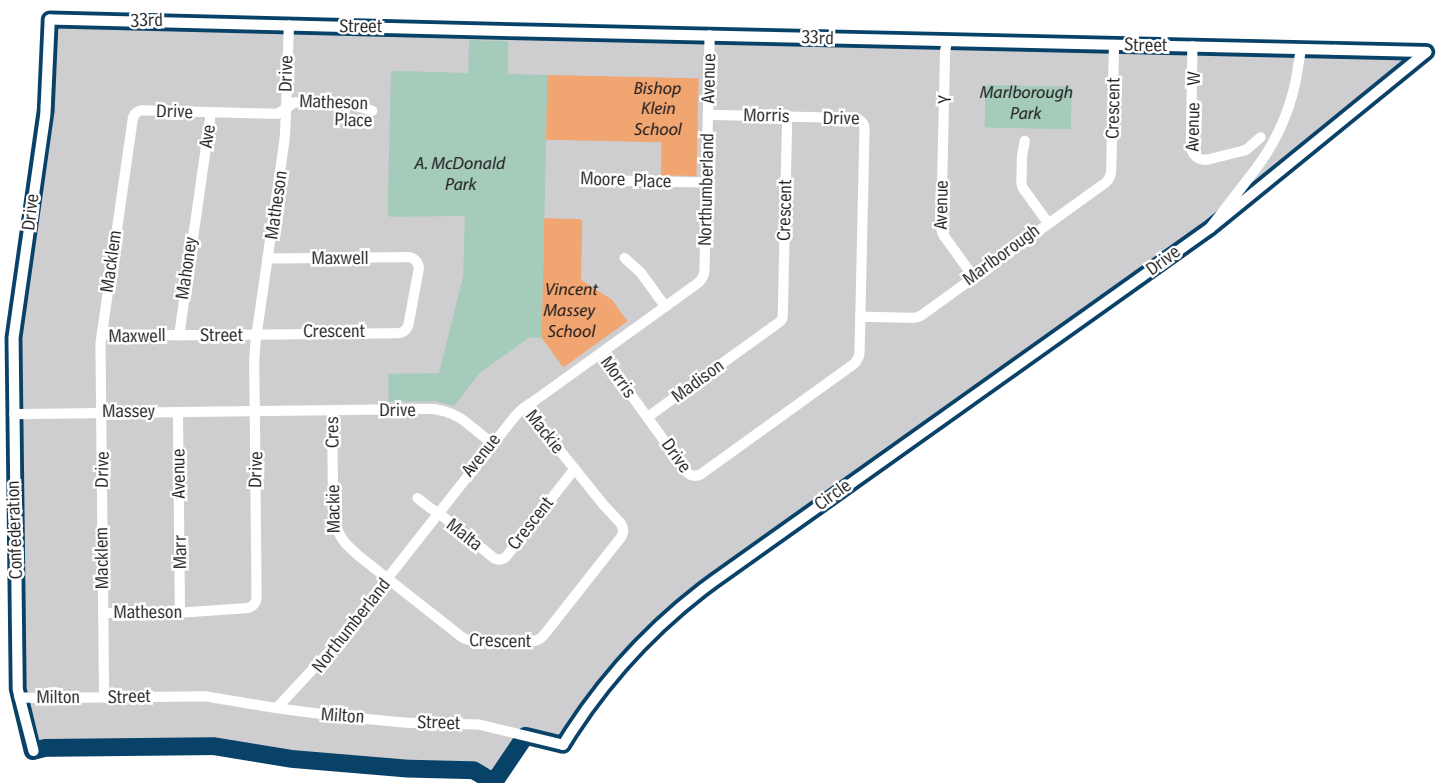 33rd Street 33rd Street
Drive
Matheson
Place
Drive
Ave
Matheson
Macklem
Mahoney
Maxwell
Maxwell Street Crescent
Drive
A. McDonald
Park
Bishop
Klein
School
Avenue
Northumberland
Moore Place
Vincent
Massey
School
Morris Drive
Crescent
Madison
Morris
Drive
Y
Avenue
Marlborough
Park
Crescent
Marlborough
W
Avenue
Drive
Circle
Massey Drive
Drive
Macklem
Avenue
Marr
Drive
Matheson
Cres
Mackie
Avenue
Northumberland
Mackie
Malta
Crescent
Crescent
Confederation
Milton Street
Milton Street